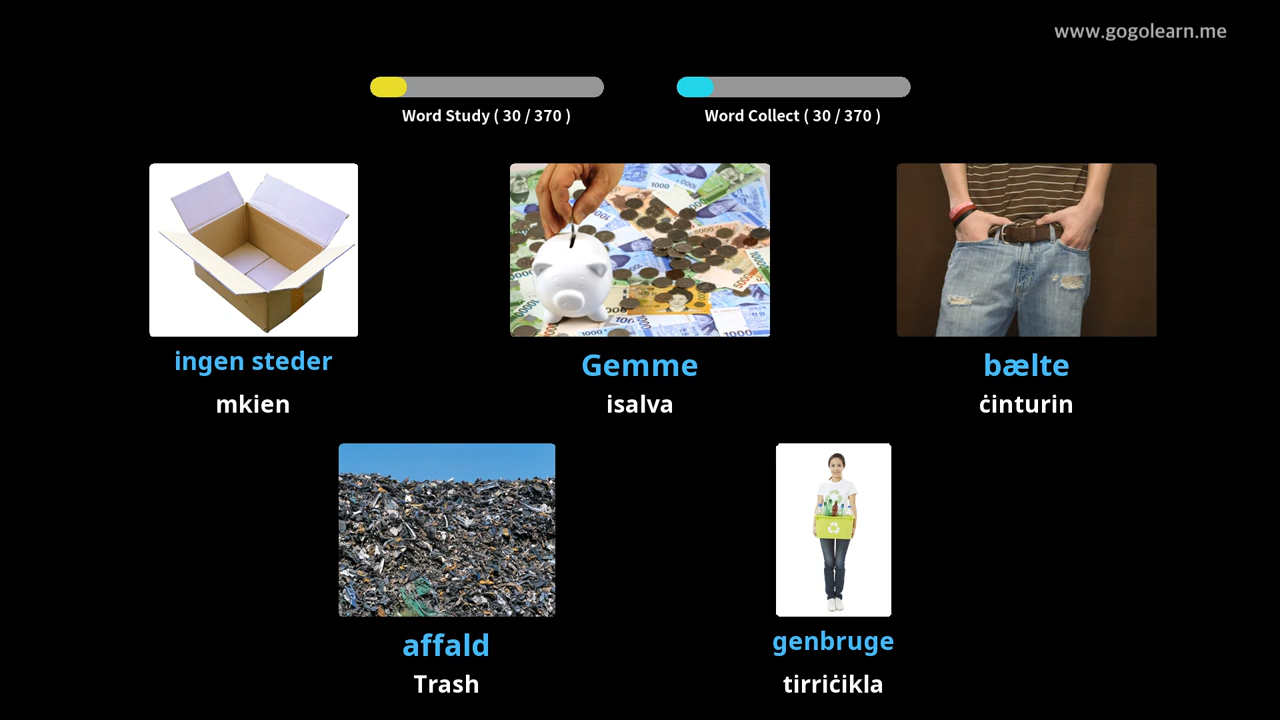 www.gogolearn.me
Word Study ( 30 / 370 )
Word Collect ( 30 / 370 )
ingen steder
mkien
Gemme
isalva
bælte
ċinturin
affald
Trash
genbruge
tirriċikla